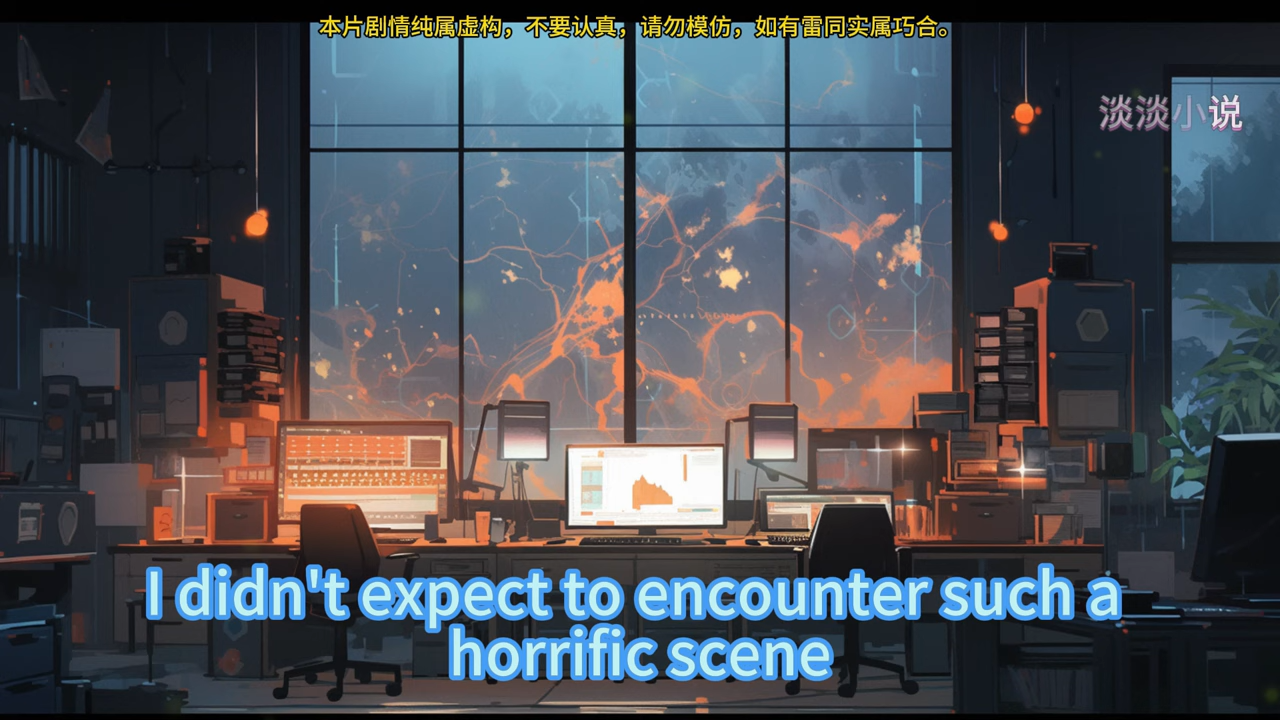 本片剧情纯属虚构，不要认真，请勿模仿，如有雷同实属巧合。
淡淡小说
I didn't expect to encounter such a
horrific scene